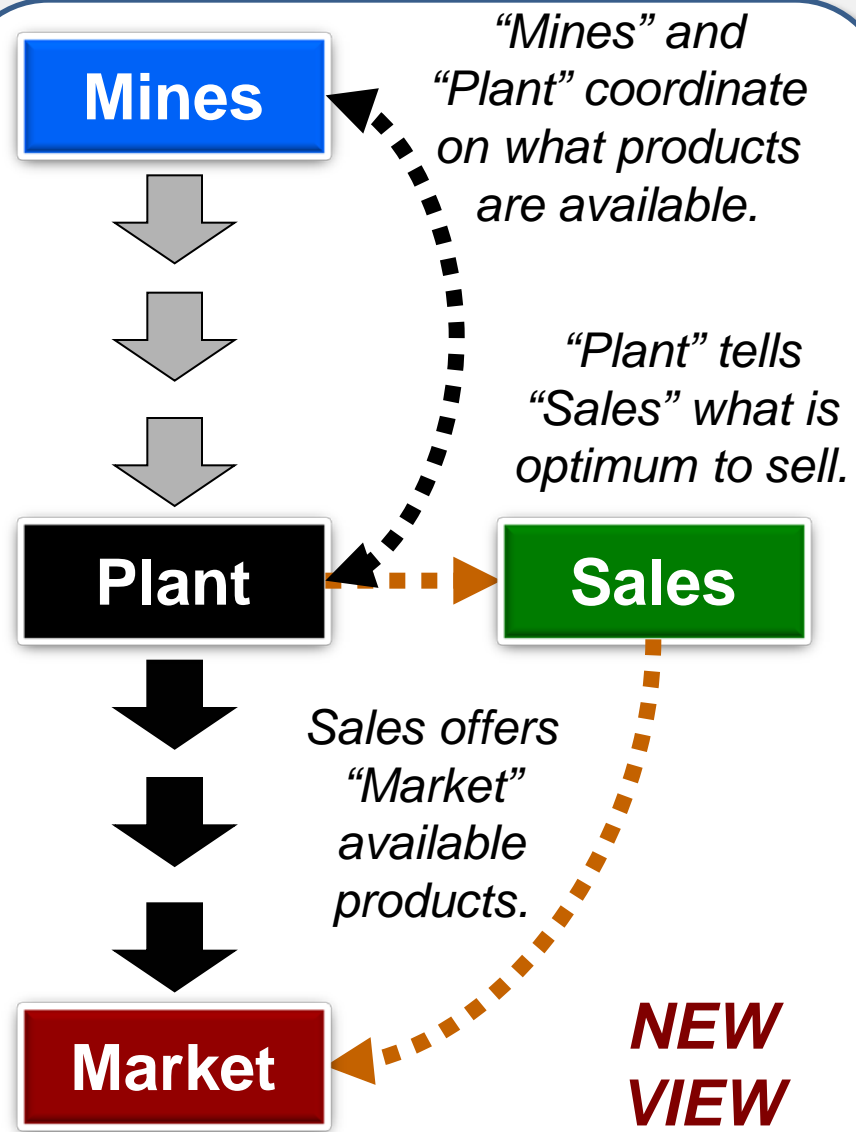 Mines
“Mines” and
“Plant” coordinate
on what products
are available.
“Plant” tells
“Sales” what is
optimum to sell.
Plant
Sales
Sales offers
“Market”
available
products.
Market
NEW
VIEW